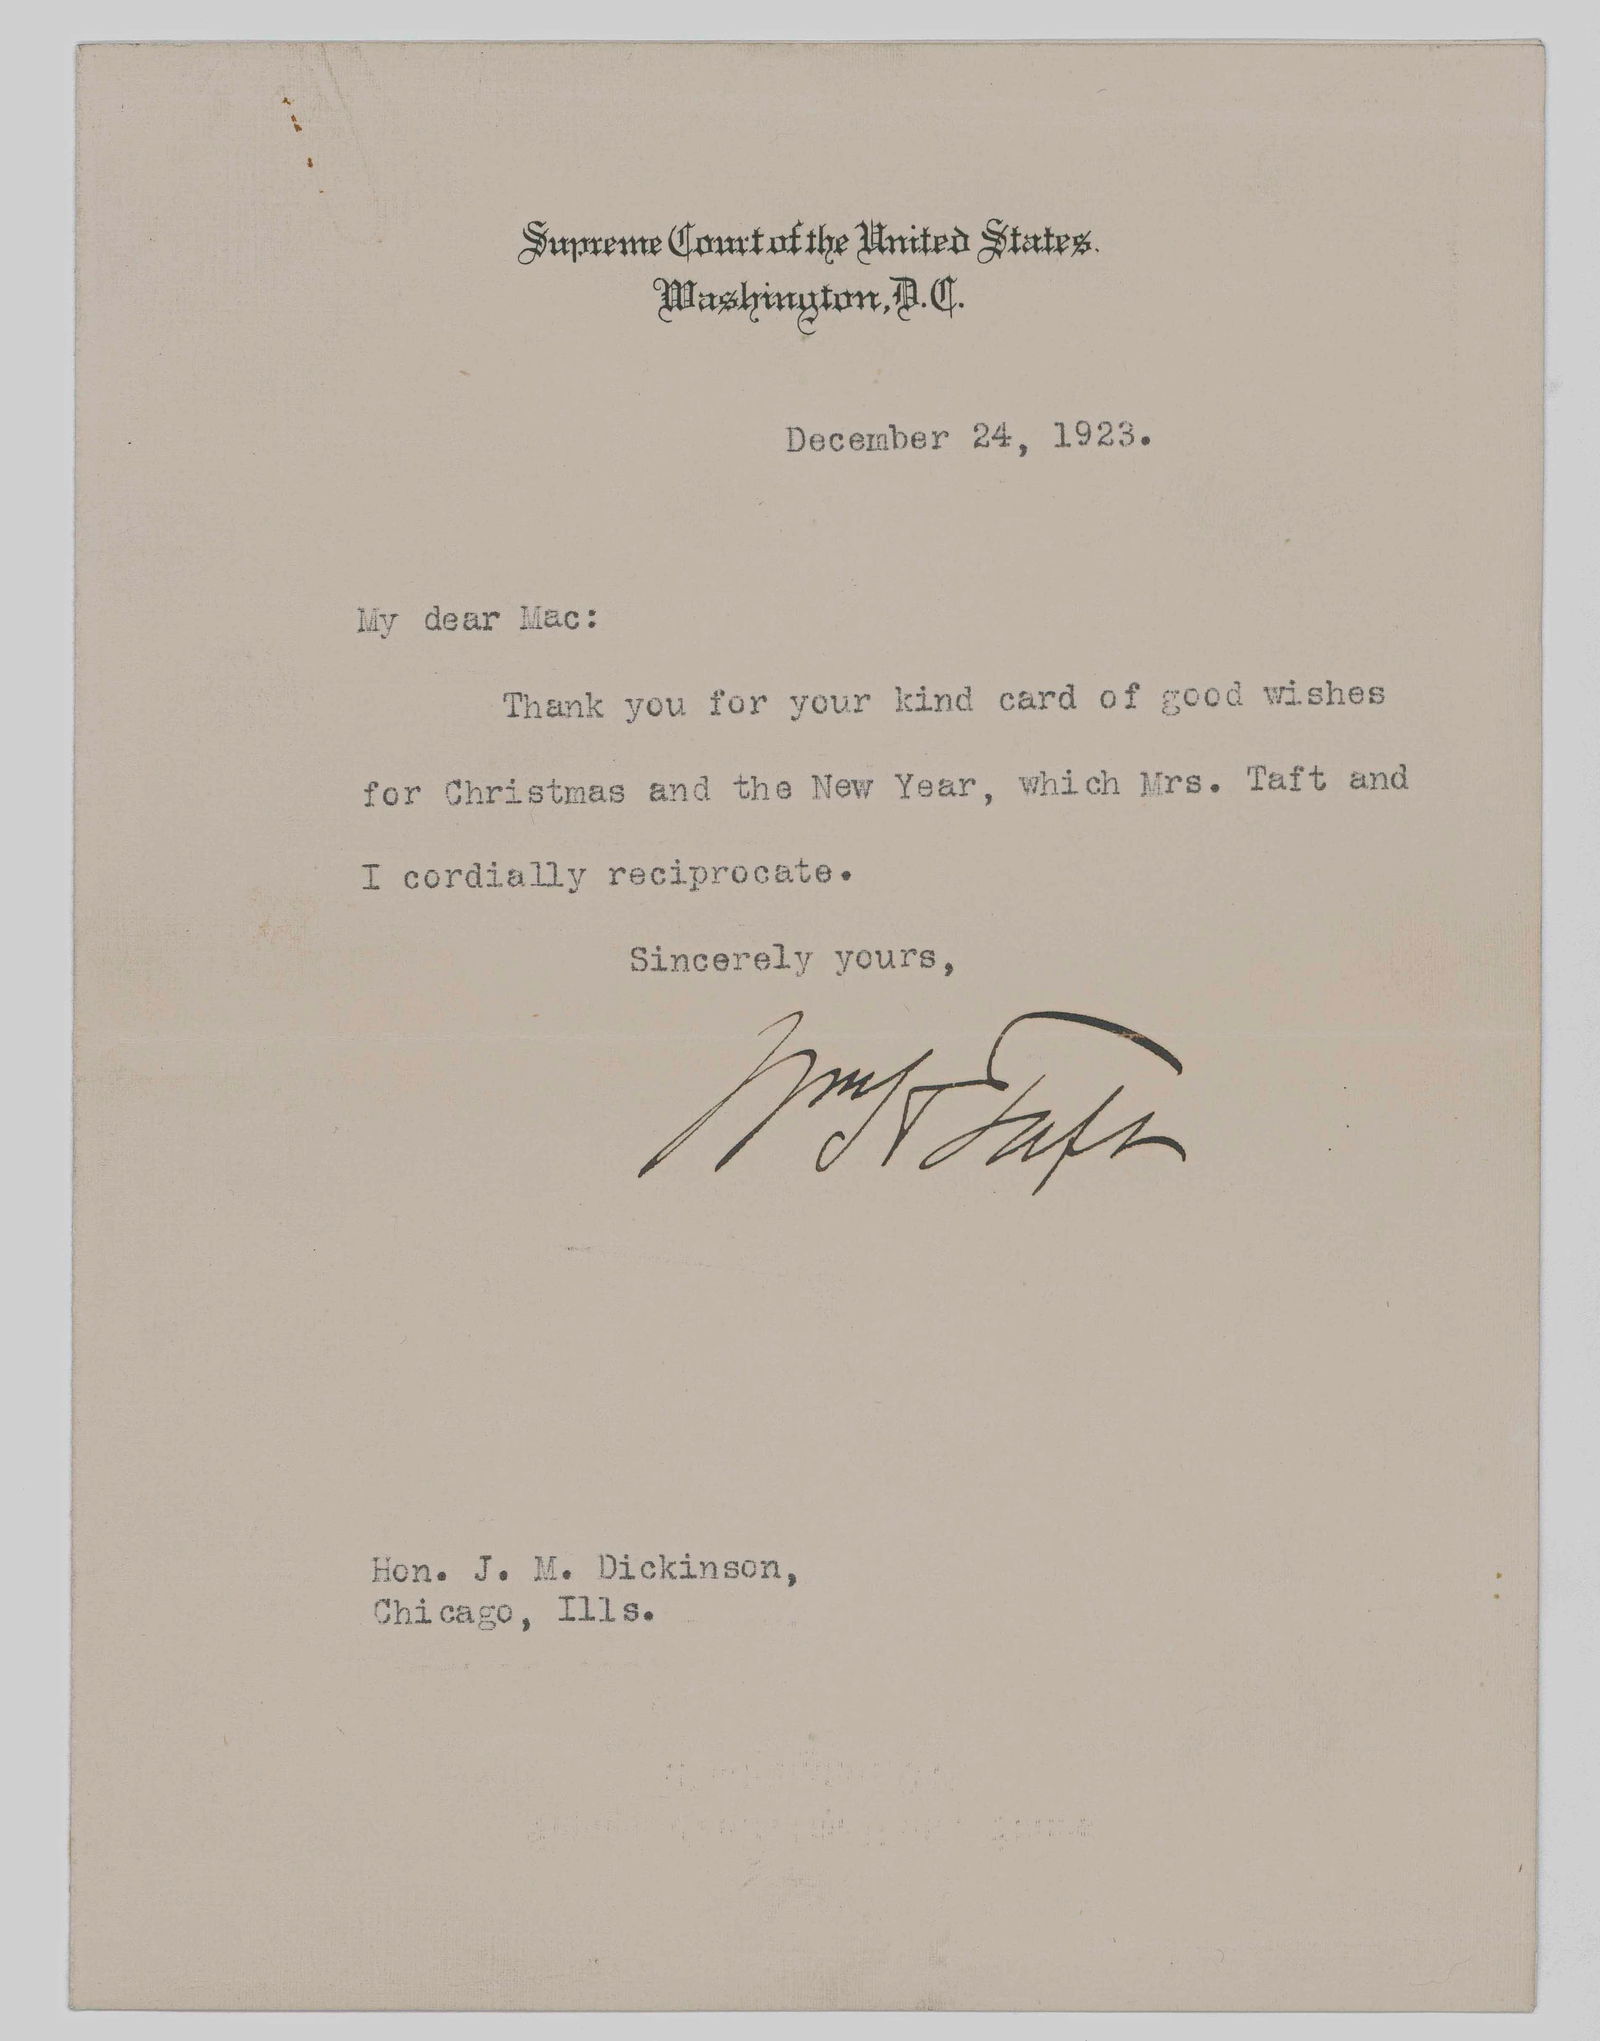 Supreme Court of the United States.
Washington, D.C.
December 24, 1923.
My dear Mac:
Thank you for your kind card of good wishes
for Christmas and the New Year, which Mrs. Taft and
I cordially reciprocate.
Sincerely yours,
Wm H Taft
Hon. J. M. Dickinson,
Chicago, Ills.